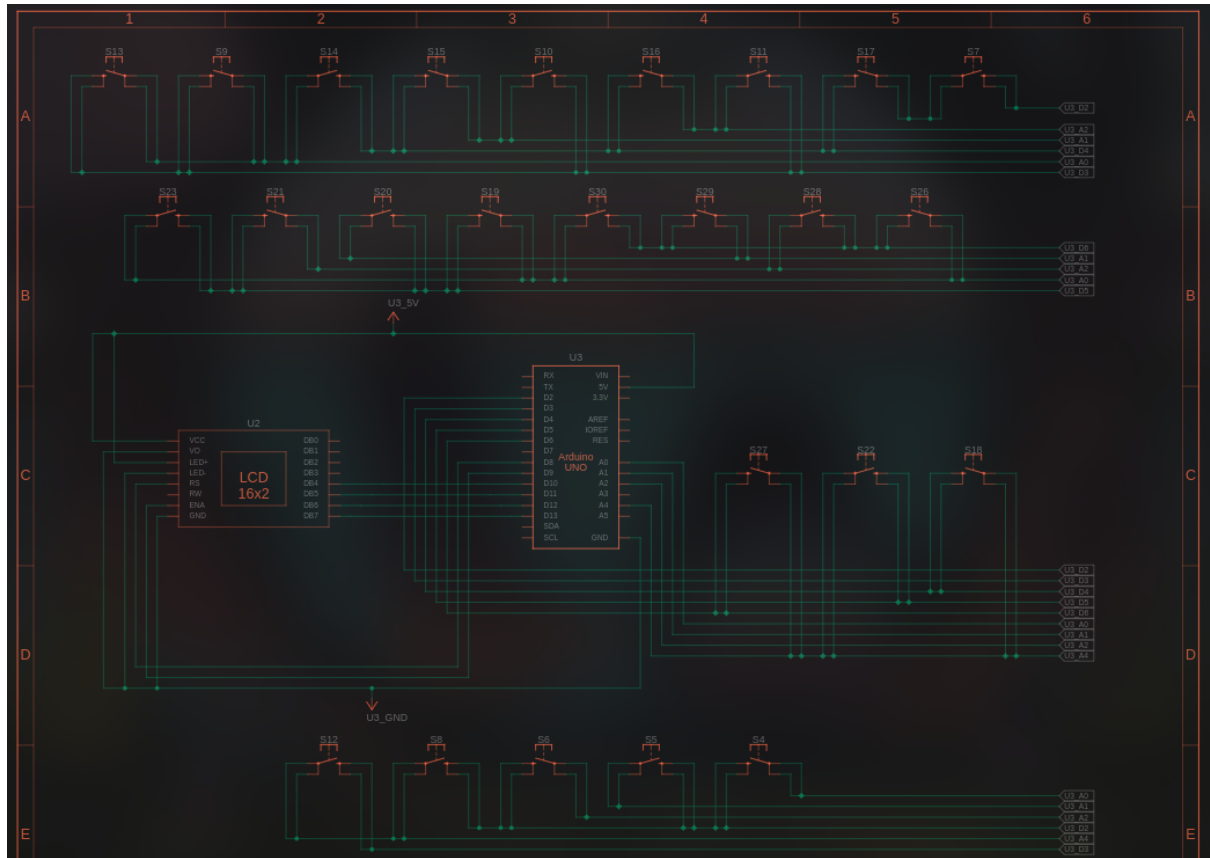 1 2 3 4 5 6
S13 S9 S14 S15 S10 S16 S11 S17 S7
U3_D2
A A
U3_A2
U3_A1
U3_D4
U3_A0
U3_D3
S23 S21 S20 S19 S30 S29 S28 S26
U3_D6
U3_A1
U3_A2
U3_A0
U3_D5
B B
U3_5V
U3
RX VIN
TX 5V
D2 3.3V
D3
D4 AREF
D5 IOREF
D6 RES
D7
D8 A0
D9 A1
D10 A2
D11 A3
D12 A4
D13 A5
SDA
SCL GND
Arduino
UNO
U2
VCC DB0
VO DB1
LED+ DB2
LED- DB3
RS DB4
RW DB5
ENA DB6
GND DB7
LCD
16x2
S27 S22 S18
C C
U3_D2
U3_D3
U3_D4
U3_D5
U3_D6
U3_A0
U3_A1
U3_A2
U3_A4
D D
U3_GND
S12 S8 S6 S5 S4
U3_A0
U3_A1
U3_A2
U3_D2
U3_A4
U3_D3
E E